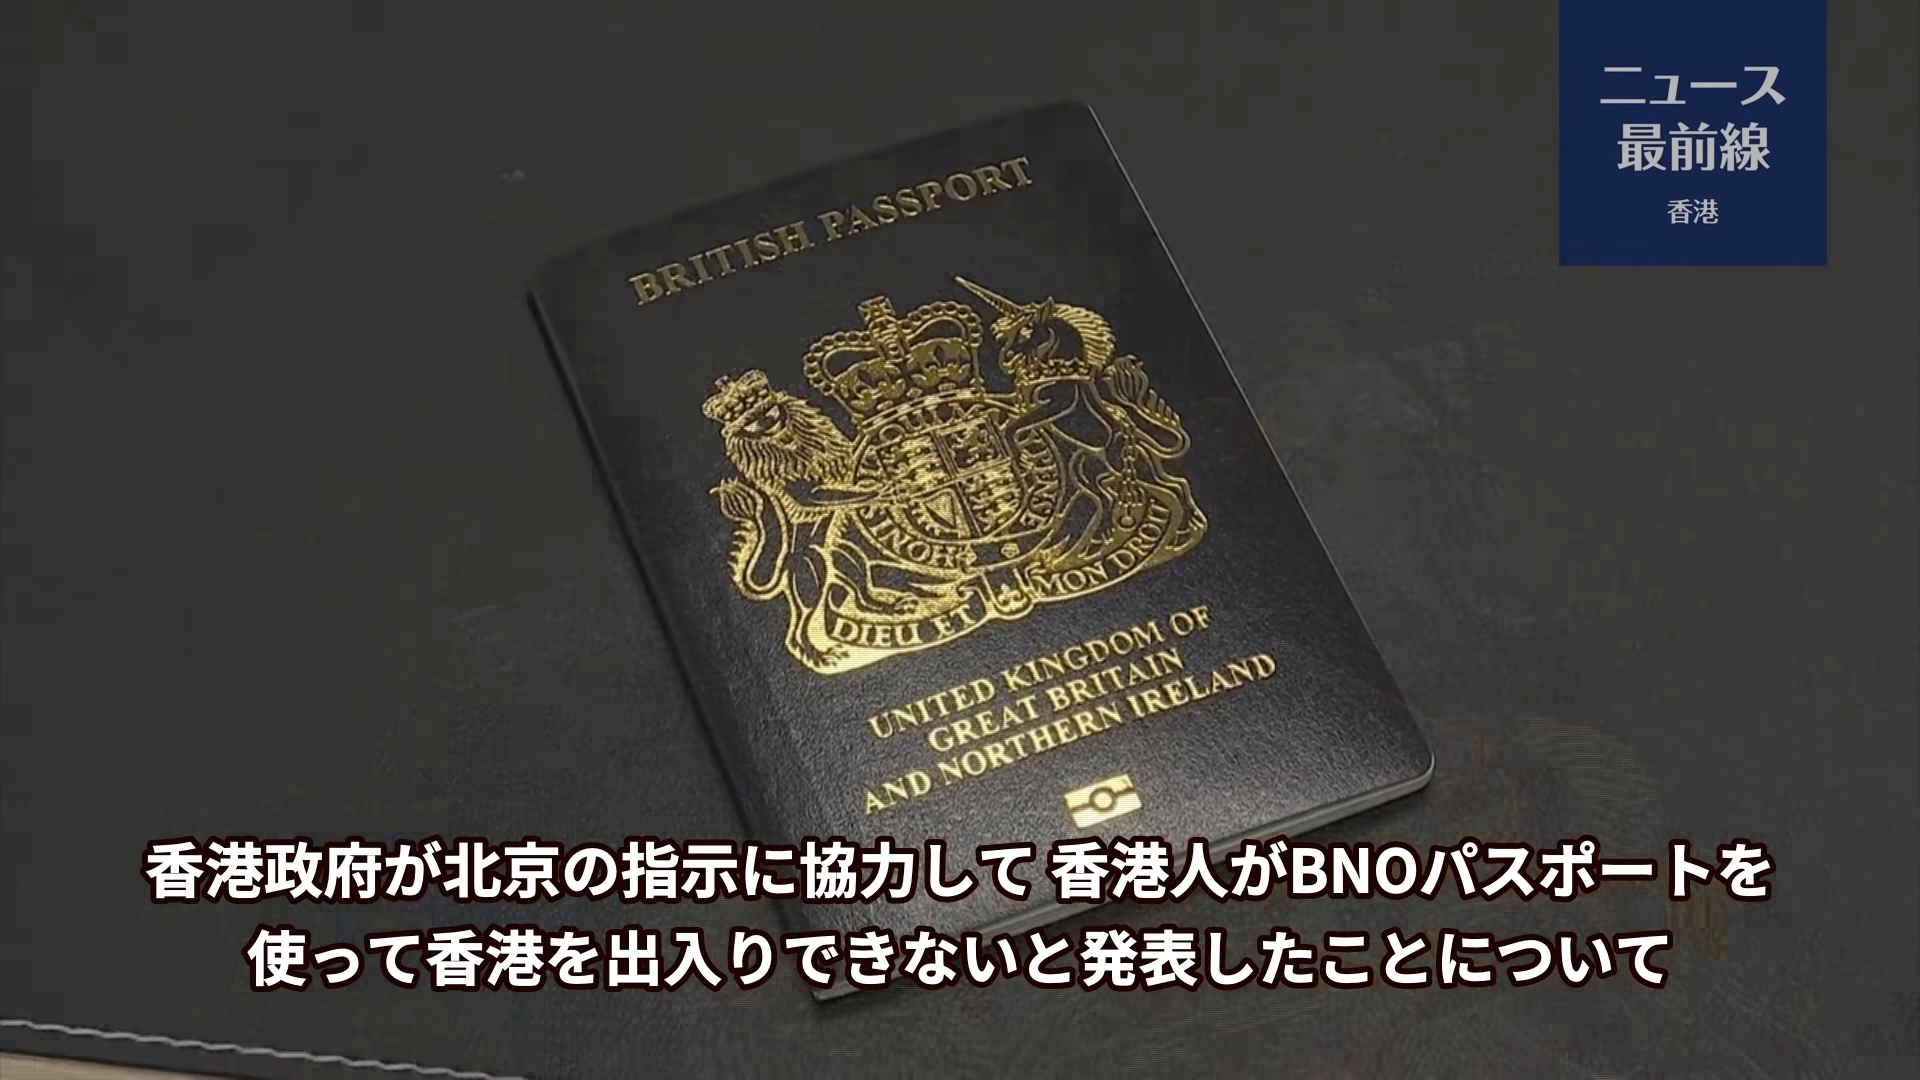 ニュース
最前線
香港
BRITISH PASSPORT
HONI SOIT
PENSE
DIEU ET MON DROIT
UNITED KINGDOM OF
GREAT BRITAIN
AND NORTHERN IRELAND
香港政府が北京の指示に協力して 香港人がBNOパスポートを
使って香港を出入りできないと発表したことについて